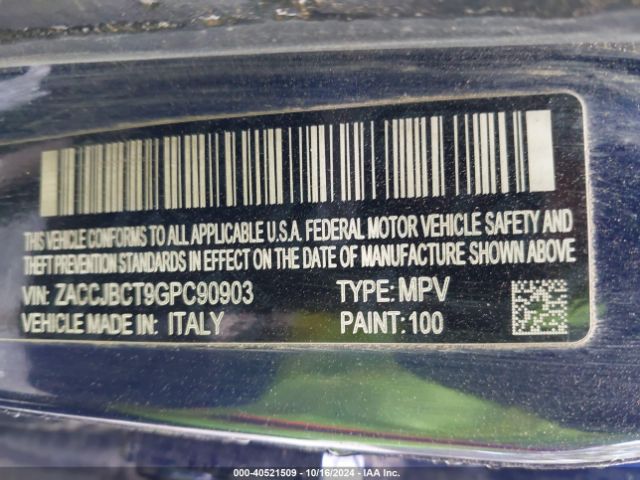 THIS VEHICLE CONFORMS TO ALL APPLICABLE U.S.A. FEDERAL MOTOR VEHICLE SAFETY AND
THEFT PREVENTION STANDARDS IN EFFECT ON THE DATE OF MANUFACTURE SHOWN ABOVE
VIN: ZACCJBCT9GPC90903 TYPE: MPV
VEHICLE MADE IN: ITALY PAINT: 100
000-40521509 | 10/16/2024 | IAA Inc.